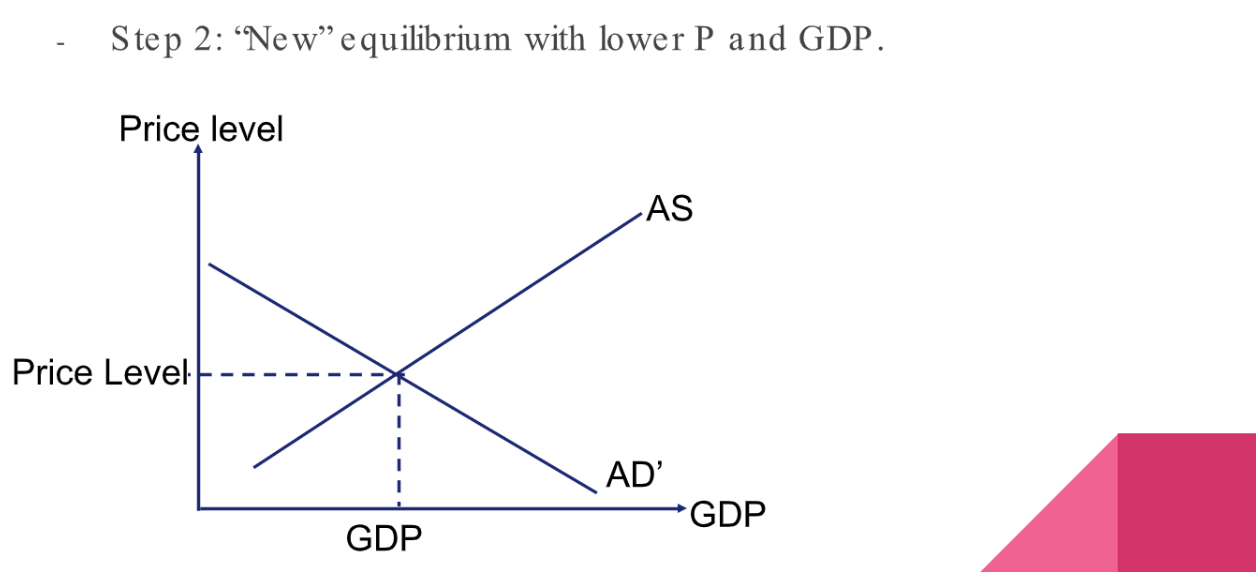 - Step 2: “New” equilibrium with lower P and GDP.
Price level
AS
Price Level
AD’
GDP
GDP